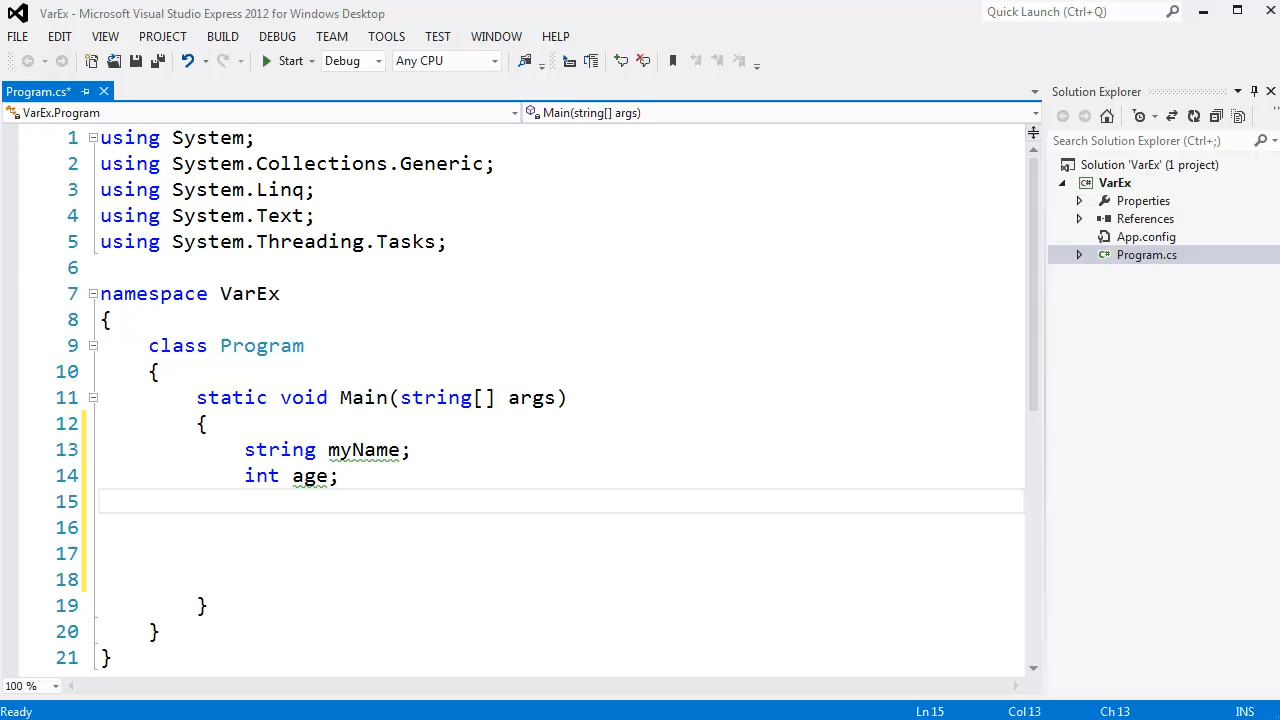 VarEx - Microsoft Visual Studio Express 2012 for Windows Desktop
Quick Launch (Ctrl+Q)
FILE EDIT VIEW PROJECT BUILD DEBUG TEAM TOOLS TEST WINDOW HELP
Start Debug Any CPU
Program.cs*
Solution Explorer
VarEx.Program
Main(string[] args)
Search Solution Explorer (Ctrl+;)
Solution 'VarEx' (1 project)
VarEx
Properties
References
App.config
Program.cs
1 using System;
2 using System.Collections.Generic;
3 using System.Linq;
4 using System.Text;
5 using System.Threading.Tasks;
6
7 namespace VarEx
8 {
9 class Program
10 {
11 static void Main(string[] args)
12 {
13 string myName;
14 int age;
15
16
17
18
19 }
20 }
21 }
100 %
Ready Ln 15 Col 13 Ch 13 INS